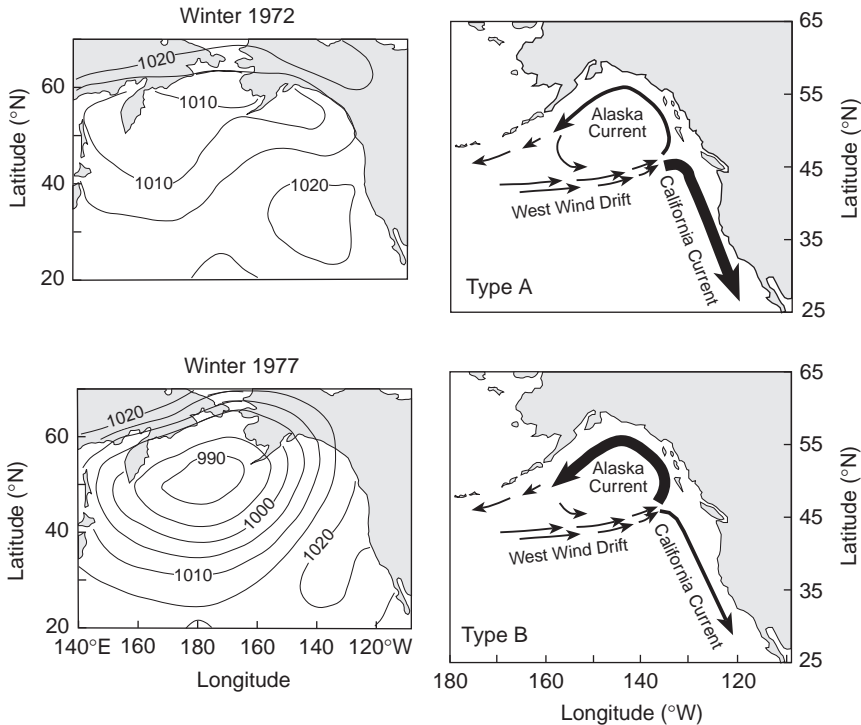 Winter 1972
1020
60
1010
Latitude (°N)
40
1010
1020
20
65
55
Alaska
Current
Latitude (°N)
45
West Wind Drift
California Current
35
Type A
25
Winter 1977
1020
60
990
Latitude (°N)
1000
40
1020
1010
20
140°E 160 180 160 140 120°W
Longitude
65
55
Alaska
Current
Latitude (°N)
45
West Wind Drift
California Current
35
Type B
25
180 160 140 120
Longitude (°W)